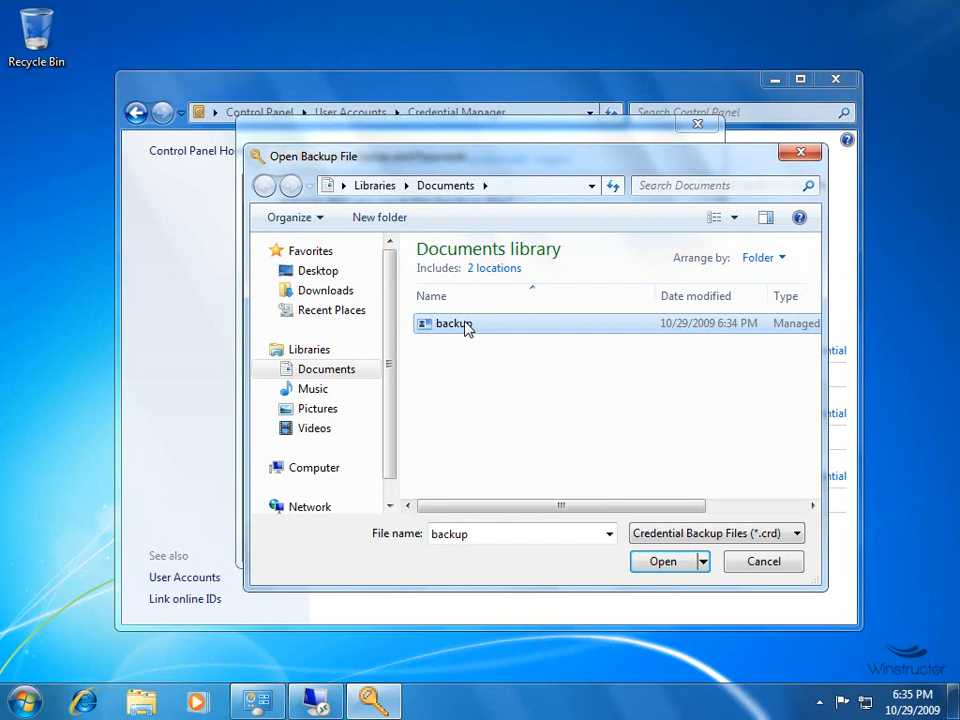 Recycle Bin
Control Panel
User Accounts
Credential Manager
Search Control Panel
Control Panel Ho
Open Backup File
Libraries
Documents
Search Documents
Organize
New folder
Favorites
Desktop
Downloads
Recent Places
Libraries
Documents
Music
Pictures
Videos
Computer
Network
Documents library
Includes: 2 locations
Arrange by: Folder
Name Date modified Type
backup 10/29/2009 6:34 PM Managed
ential
ential
ential
File name: backup
Credential Backup Files (*.crd)
Open
Cancel
See also
User Accounts
Link online IDs
Winstructor
6:35 PM
10/29/2009